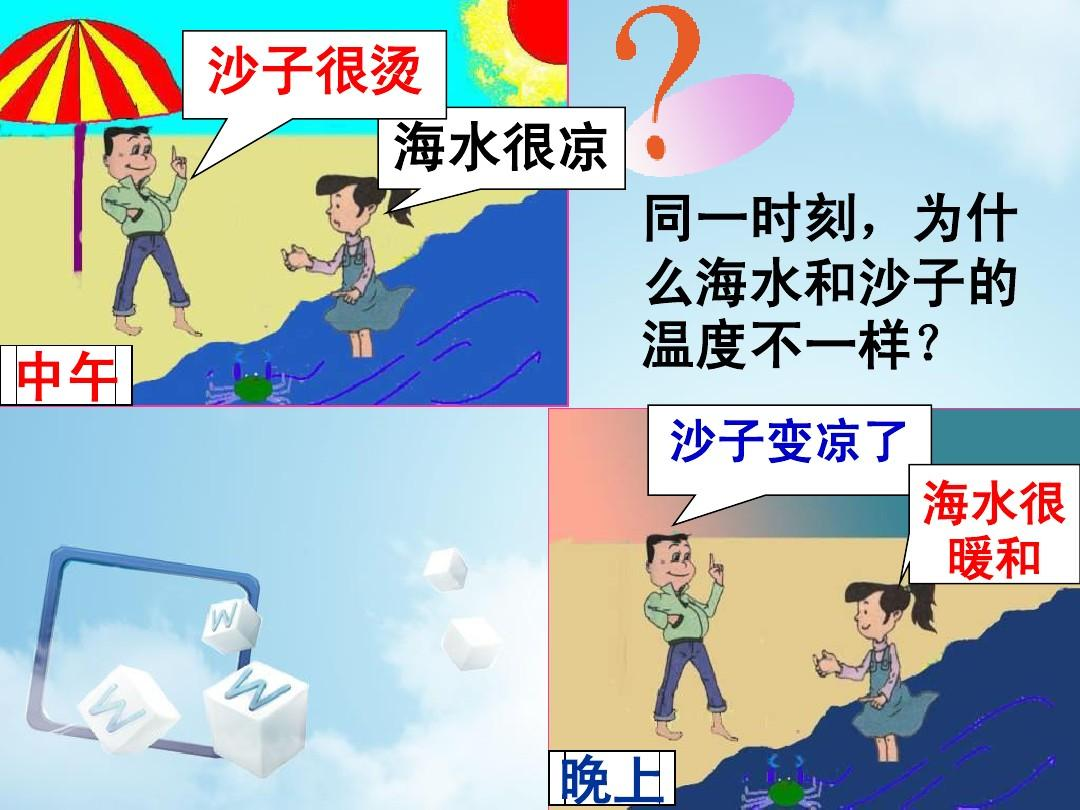 沙子很烫
海水很凉
中午
?
同一时刻，为什
么海水和沙子的
温度不一样？
沙子变凉了
海水很
暖和
晚上
W
W
W